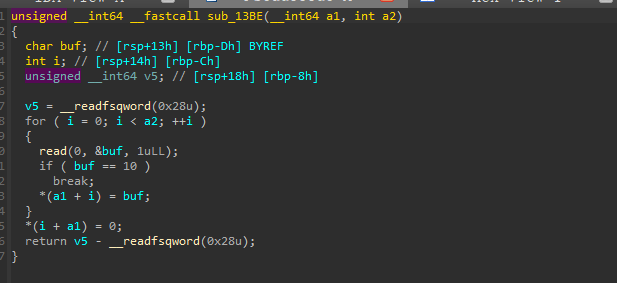 unsigned __int64 __fastcall sub_13BE(__int64 a1, int a2)
{
char buf; // [rsp+13h] [rbp-Dh] BYREF
int i; // [rsp+14h] [rbp-Ch]
unsigned __int64 v5; // [rsp+18h] [rbp-8h]
v5 = __readfsqword(0x28u);
for ( i = 0; i < a2; ++i )
{
read(0, &buf, 1uLL);
if ( buf == 10 )
break;
*(a1 + i) = buf;
}
*(i + a1) = 0;
return v5 - __readfsqword(0x28u);
}